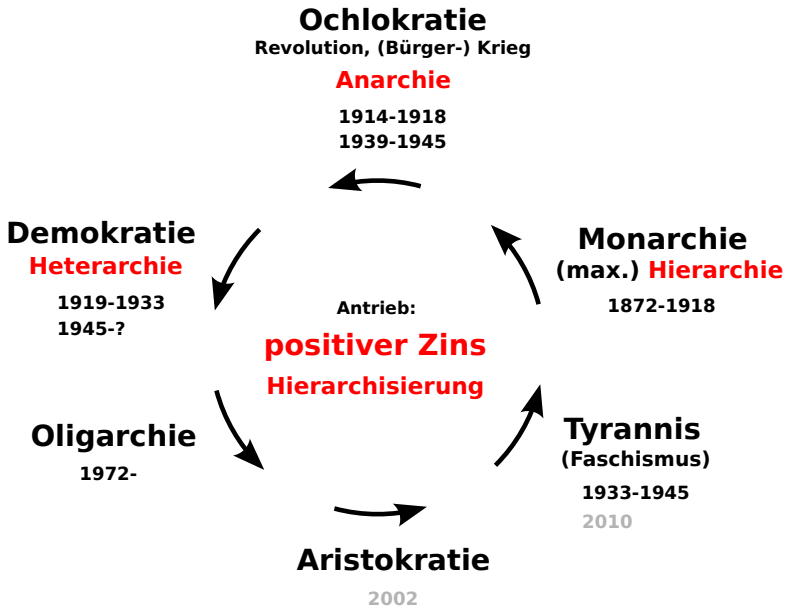 Ochlokratie
Revolution, (Bürger-) Krieg
Anarchie
1914-1918
1939-1945
Demokratie
Heterarchie
1919-1933
1945-?
Monarchie
(max.) Hierarchie
1872-1918
Antrieb:
positiver Zins
Hierarchisierung
Oligarchie
1972-
Tyrannis
(Faschismus)
1933-1945
2010
Aristokratie
2002